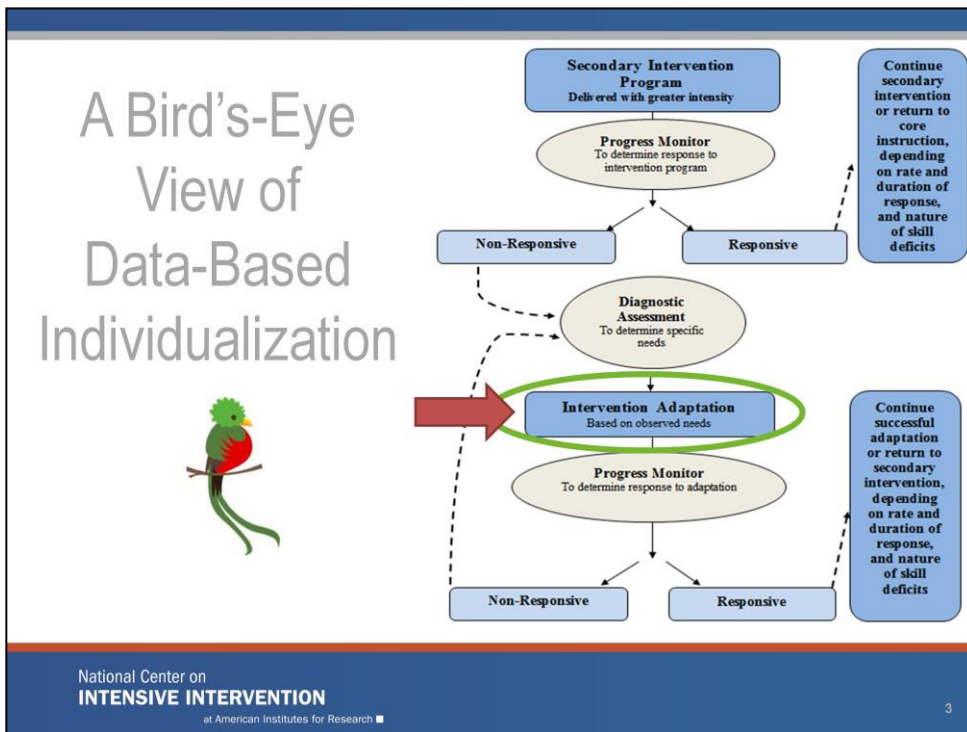 A Bird's-Eye
View of
Data-Based
Individualization
Secondary Intervention
Program
Delivered with greater intensity
Progress Monitor
To determine response to
intervention program
Non-Responsive
Responsive
Continue
secondary
intervention
or return to
core
instruction,
depending
on rate and
duration of
response,
and nature
of skill
deficits
Diagnostic
Assessment
To determine specific
needs
Intervention Adaptation
Based on observed needs
Progress Monitor
To determine response to adaptation
Non-Responsive
Responsive
Continue
successful
adaptation
or return to
secondary
intervention,
depending
on rate and
duration of
response,
and nature
of skill
deficits
National Center on
INTENSIVE INTERVENTION
at American Institutes for Research
3